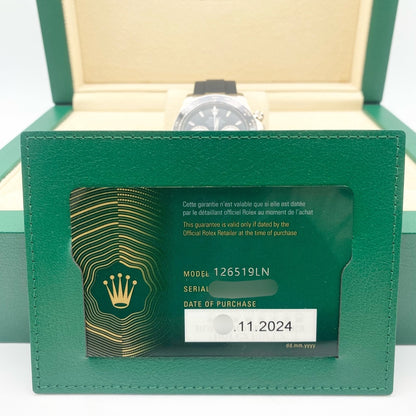 Cette garantie n'est valable que si elle est datée
par le détaillant officiel Rolex au moment de l'achat
This guarantee is valid only if dated by the
Official Rolex Retailer at the time of purchase
MODEL 126519LN
SERIAL
DATE OF PURCHASE
.11.2024
dd.mm.yyyy